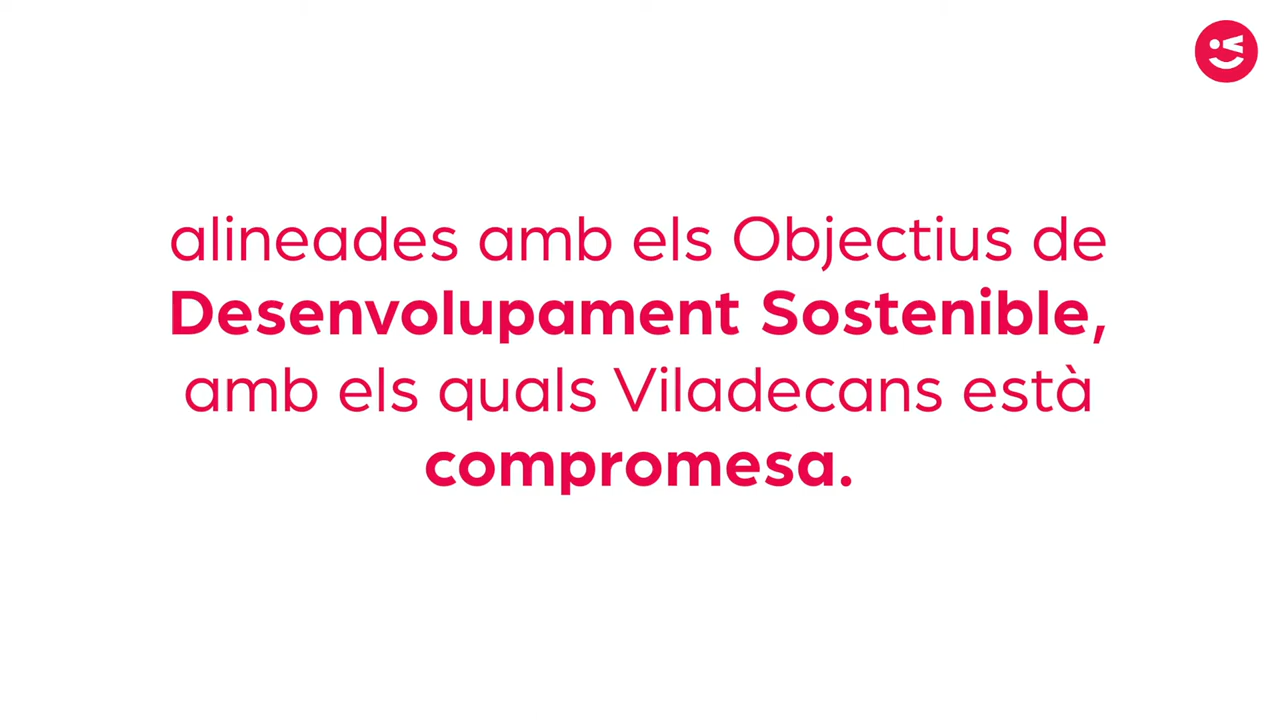 alineades amb els Objectius de
Desenvolupament Sostenible,
amb els quals Viladecans està
compromesa.